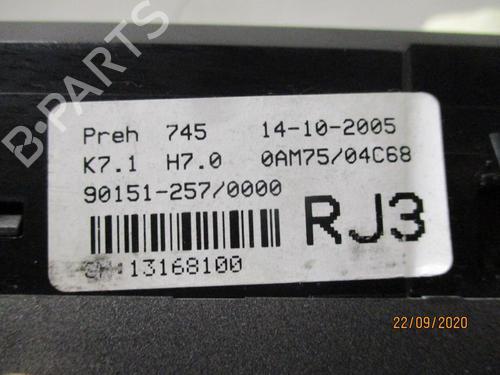 Preh 745 14-10-2005
K7.1 H7.0 0AM75/04C68
90151-257/0000
RJ3
13168100
B-PARTS
22/09/2020